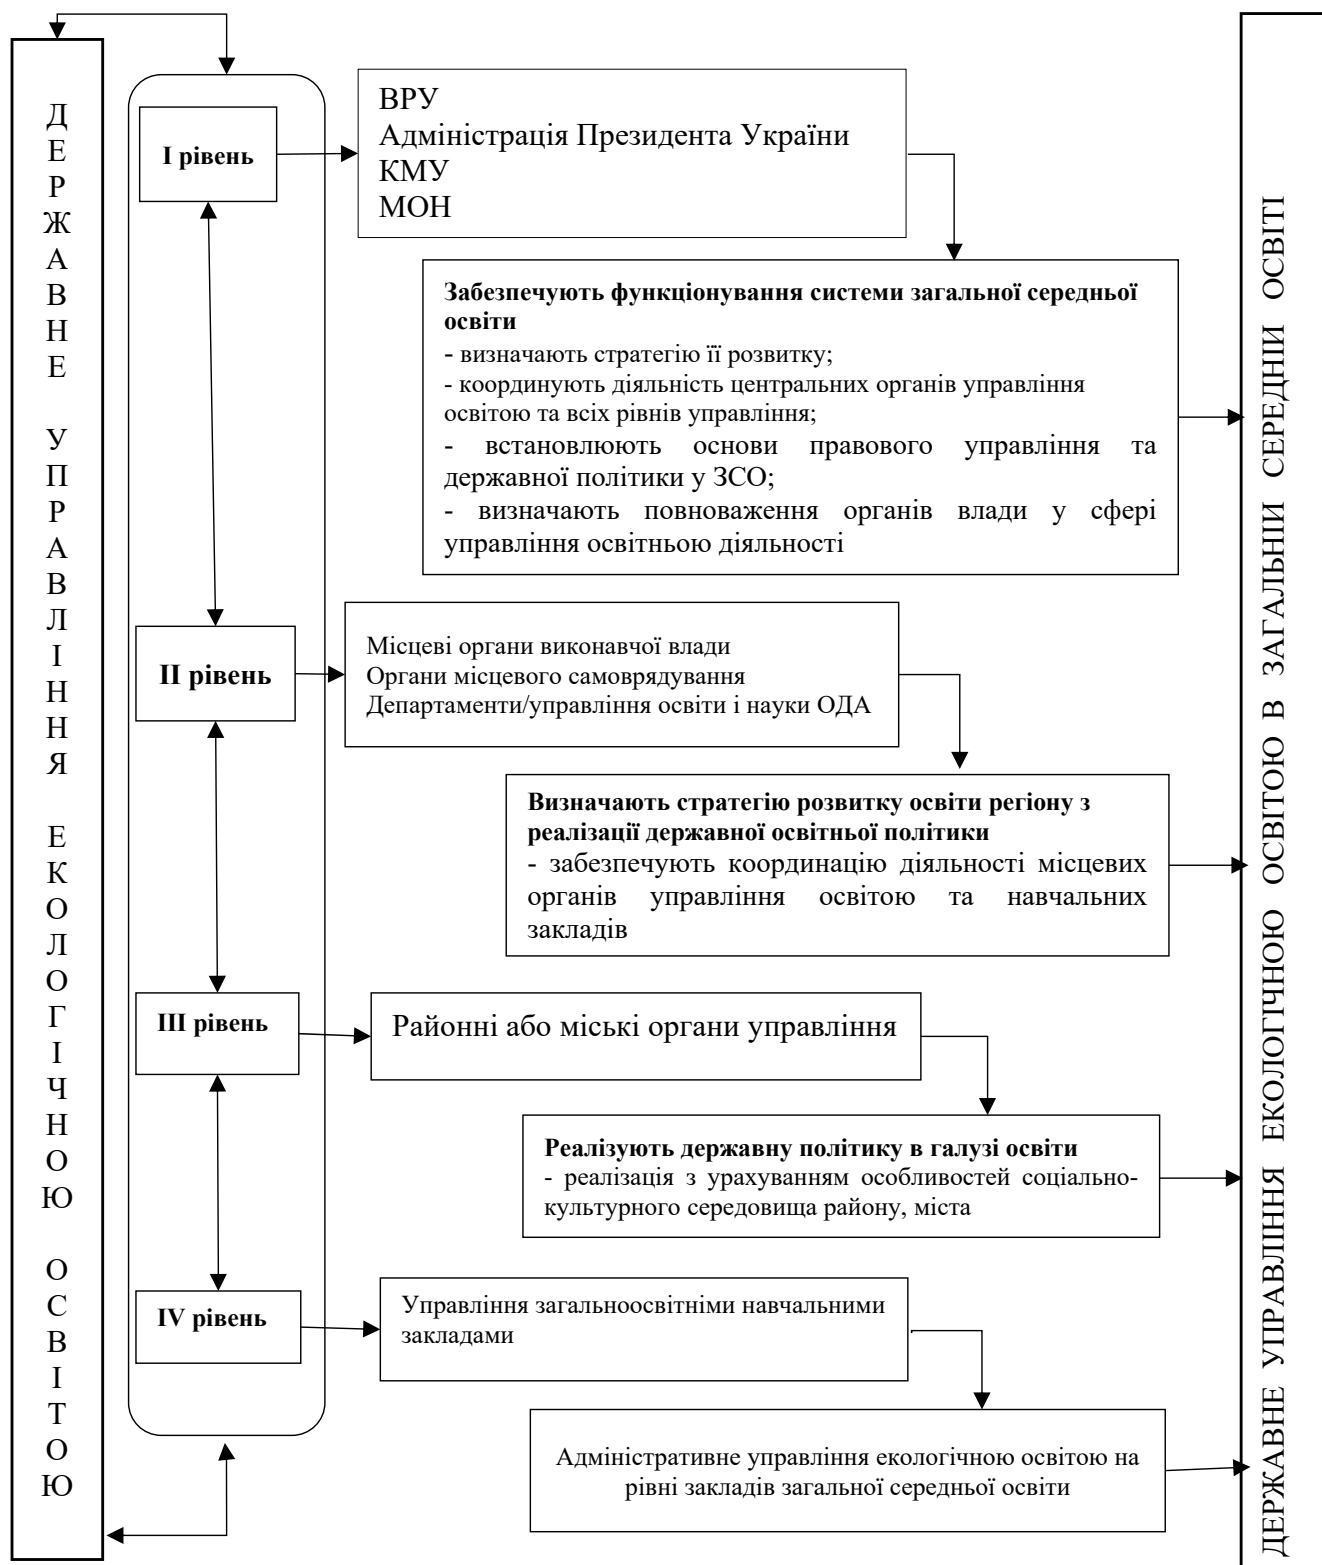 ДЕРЖАВНЕ УПРАВЛІННЯ ЕКОЛОГІЧНОЮ ОСВІТОЮ
І рівень
ВРУ
Адміністрація Президента України
КМУ
МОН
Забезпечують функціонування системи загальної середньої
освіти
- визначають стратегію її розвитку;
- координують діяльність центральних органів управління
освітою та всіх рівнів управління;
- встановлюють основи правового управління та
державної політики у ЗСО;
- визначають повноваження органів влади у сфері
управління освітньою діяльності
ІІ рівень
Місцеві органи виконавчої влади
Органи місцевого самоврядування
Департаменти/управління освіти і науки ОДА
Визначають стратегію розвитку освіти регіону з
реалізації державної освітньої політики
- забезпечують координацію діяльності місцевих
органів управління освітою та навчальних
закладів
ІІІ рівень
Районні або міські органи управління
Реалізують державну політику в галузі освіти
- реалізація з урахуванням особливостей соціально-
культурного середовища району, міста
IV рівень
Управління загальноосвітніми навчальними
закладами
Адміністративне управління екологічною освітою на
рівні закладів загальної середньої освіти
ДЕРЖАВНЕ УПРАВЛІННЯ ЕКОЛОГІЧНОЮ ОСВІТОЮ В ЗАГАЛЬНІЙ СЕРЕДНІЙ ОСВІТІ